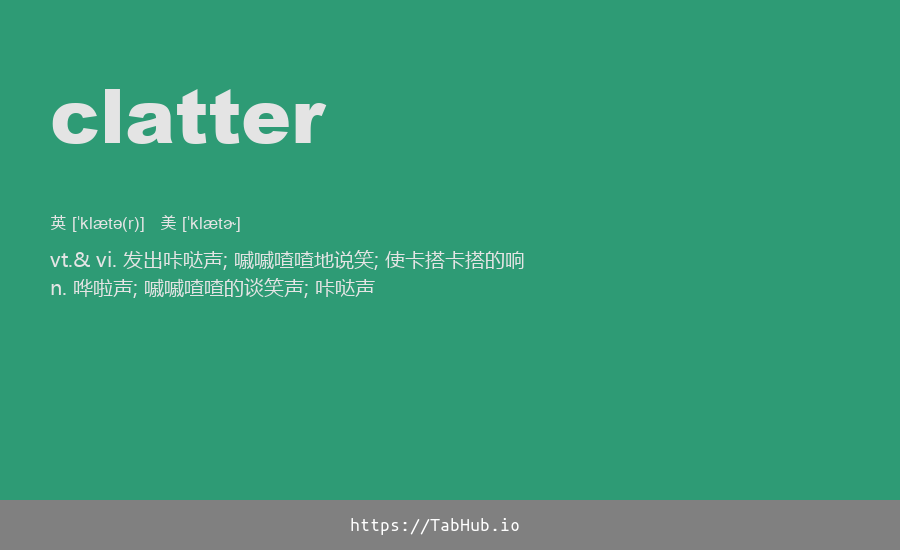 clatter
英 [ˈklætə(r)] 美 [ˈklætɚ]
vt.& vi. 发出咔哒声; 嘁嘁喳喳地说笑; 使卡搭卡搭的响
n. 哗啦声; 嘁嘁喳喳的谈笑声; 咔哒声
https://TabHub.io